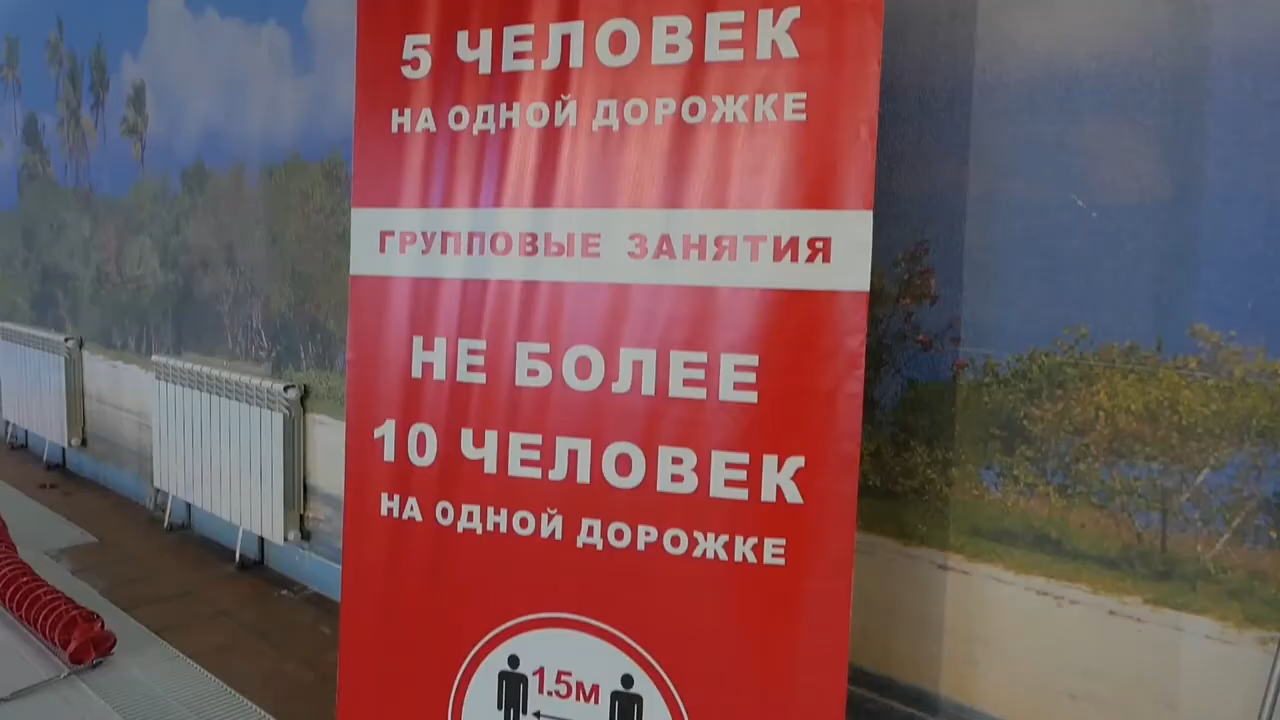 5 ЧЕЛОВЕК
НА ОДНОЙ ДОРОЖКЕ
ГРУППОВЫЕ ЗАНЯТИЯ
НЕ БОЛЕЕ
10 ЧЕЛОВЕК
НА ОДНОЙ ДОРОЖКЕ
1.5м